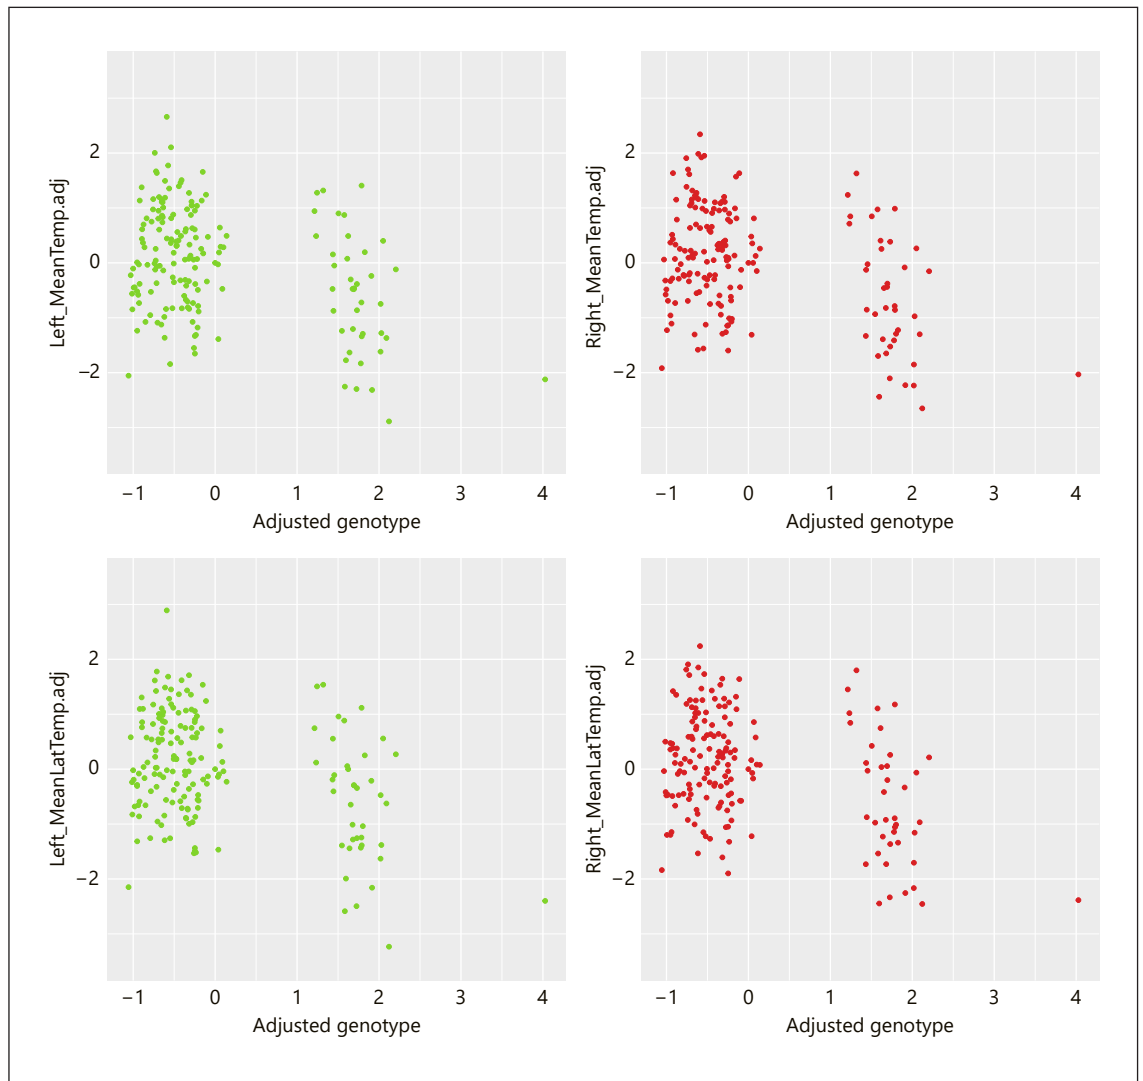 Left_MeanTemp.adj
2
0
−2
−1 0 1 2 3 4
Adjusted genotype
Right_MeanTemp.adj
2
0
−2
−1 0 1 2 3 4
Adjusted genotype
Left_MeanLatTemp.adj
2
0
−2
−1 0 1 2 3 4
Adjusted genotype
Right_MeanLatTemp.adj
2
0
−2
−1 0 1 2 3 4
Adjusted genotype